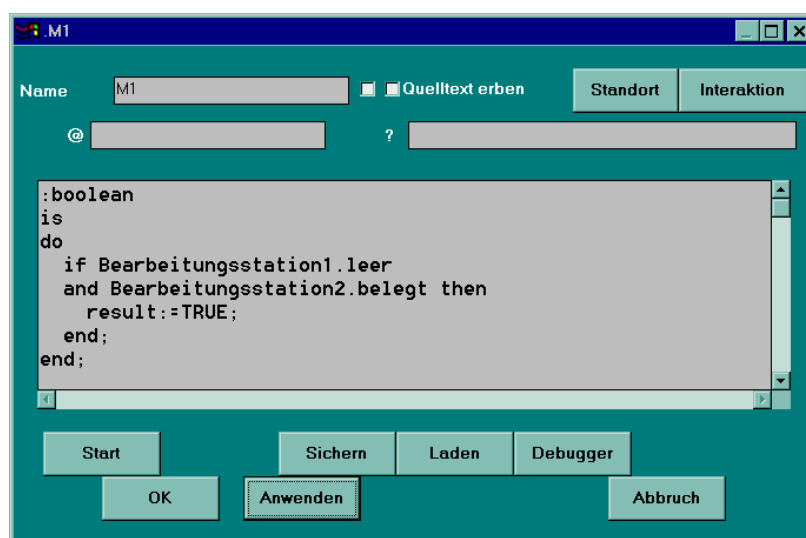 .M1
Name M1 Quelltext erben Standort Interaktion
@ ?
:boolean
is
do
  if Bearbeitungsstation1.leer
  and Bearbeitungsstation2.belegt then
    result:=TRUE;
  end;
end;
Start Sichern Laden Debugger
OK Anwenden Abbruch